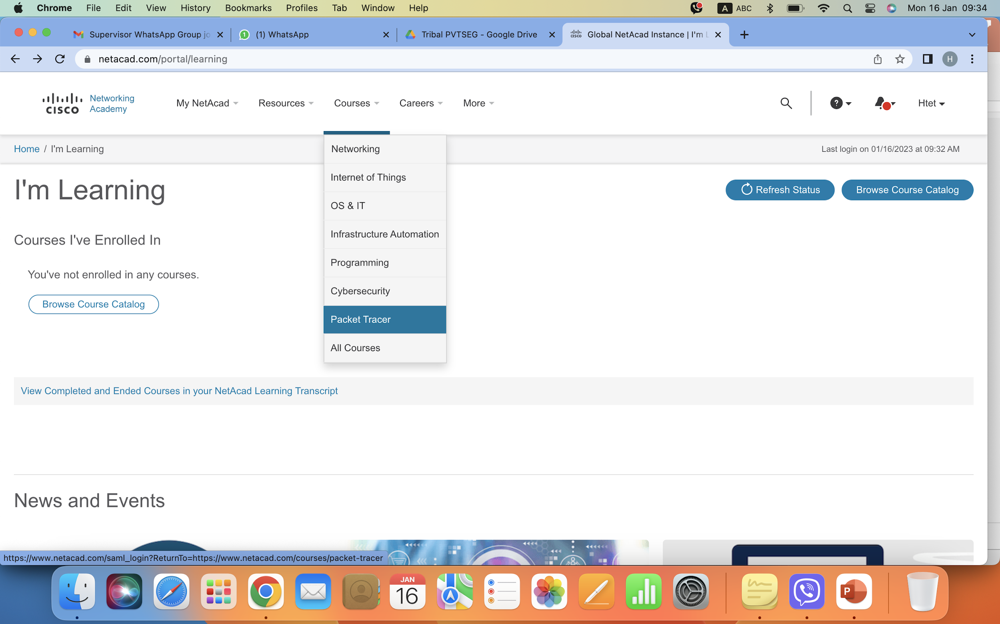 Chrome File Edit View History Bookmarks Profiles Tab Window Help A ABC Mon 16 Jan 09:34
Supervisor WhatsApp Group jo 1 (1) WhatsApp Tribal PVTSEG - Google Drive Global NetAcad Instance | I'm L
netacad.com/portal/learning H
cisco Networking Academy
My NetAcad Resources Courses Careers More ? Htet
Home / I'm Learning
Last login on 01/16/2023 at 09:32 AM
Networking
Internet of Things
OS & IT
Infrastructure Automation
Programming
Cybersecurity
Packet Tracer
All Courses
I'm Learning
Refresh Status Browse Course Catalog
Courses I've Enrolled In
You've not enrolled in any courses.
Browse Course Catalog
View Completed and Ended Courses in your NetAcad Learning Transcript
News and Events
https://www.netacad.com/saml_login?ReturnTo=https://www.netacad.com/courses/packet-tracer
JAN
16
P